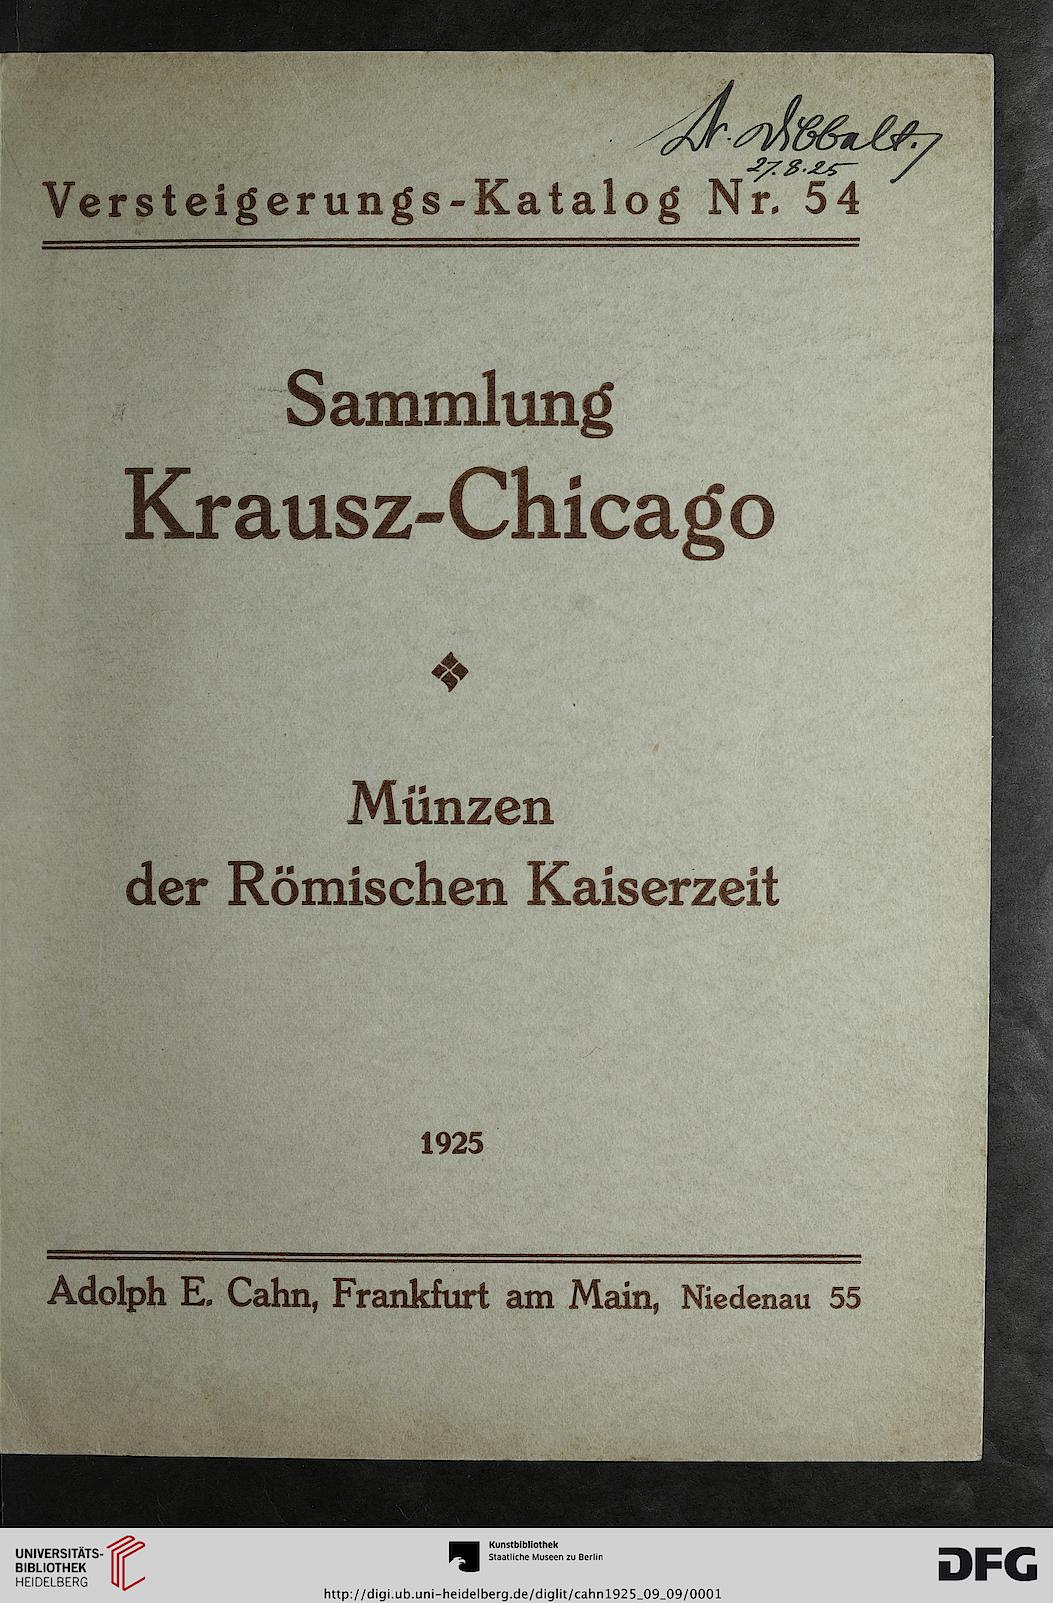 27.8.25
Versteigerungs-Katalog Nr. 54
Sammlung
Krausz-Chicago
Münzen
der Römischen Kaiserzeit
1925
Adolph E. Cahn, Frankfurt am Main, Niedenau 55
UNIVERSITÄTS-
BIBLIOTHEK
HEIDELBERG
Kunstbibliothek
Staatliche Museen zu Berlin
http://digi.ub.uni-heidelberg.de/diglit/cahn1925_09_09/0001
DFG